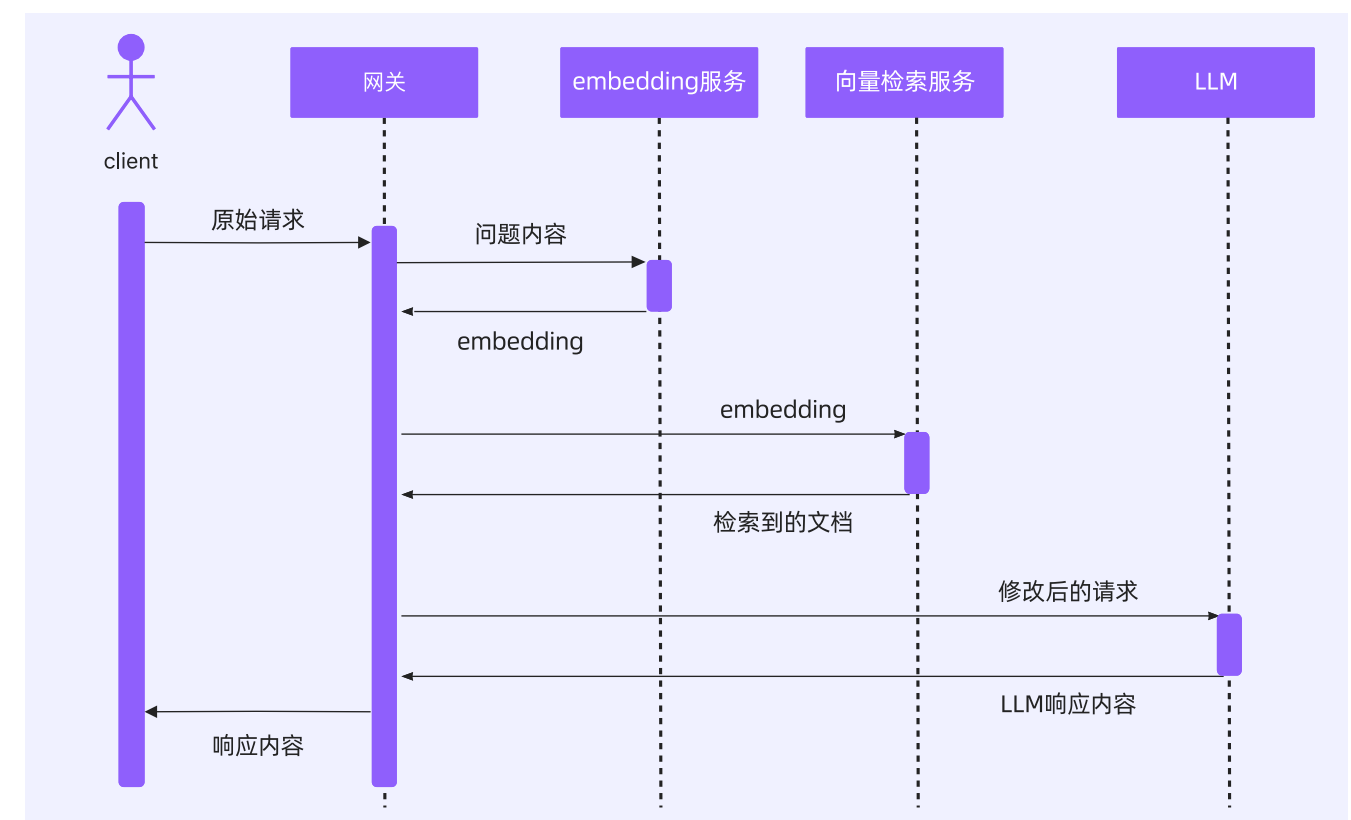 网关
embedding服务
向量检索服务
LLM
client
原始请求
问题内容
embedding
embedding
检索到的文档
修改后的请求
LLM响应内容
响应内容